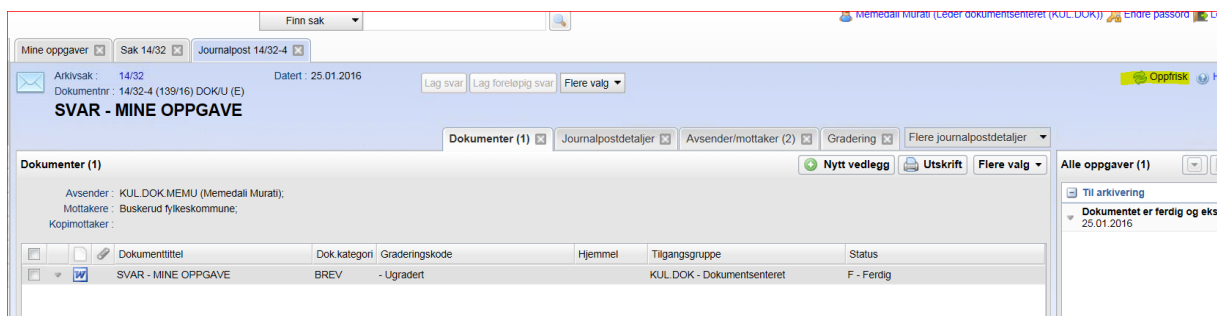 Finn sak
Memedali Murati (Leder dokumentsenteret (KUL.DOK)) Endre passord
Mine oppgaver Sak 14/32 Journalpost 14/32-4
Arkivsak : 14/32 Datert : 25.01.2016 Lag svar Lag foreløpig svar Flere valg Oppfrisk
Dokumentnr : 14/32-4 (139/16) DOK/U (E)
SVAR - MINE OPPGAVE
Dokumenter (1) Journalpostdetaljer Avsender/mottaker (2) Gradering Flere journalpostdetaljer
Dokumenter (1) Nytt vedlegg Utskrift Flere valg Alle oppgaver (1)
Avsender : KUL.DOK.MEMU (Memedali Murati);
Til arkivering
Mottakere : Buskerud fylkeskommune;
Dokumentet er ferdig og eks
Kopimottaker :
25.01.2016
Dokumenttittel Dok.kategori Graderingskode Hjemmel Tilgangsgruppe Status
SVAR - MINE OPPGAVE BREV - Ugradert KUL.DOK - Dokumentsenteret F - Ferdig